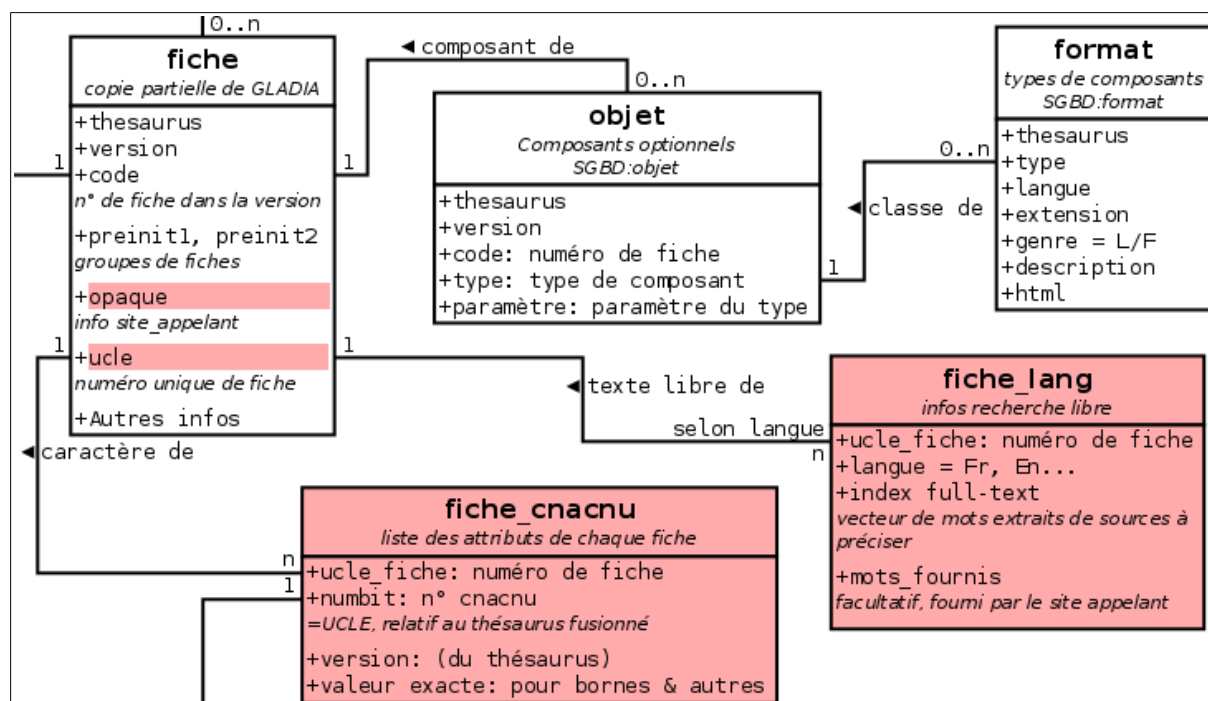 0..n
fiche
copie partielle de GLADIA
+thesaurus
+version
1
+code
1
n° de fiche dans la version
+preinit1, preinit2
groupes de fiches
+opaque
info site_appelant
1
+ucle
1
numéro unique de fiche
+Autres infos
◄ caractère de
◄ composant de
0..n
objet
Composants optionnels
SGBD:objet
+thesaurus
+version
+code: numéro de fiche
+type: type de composant
+paramètre: paramètre du type
1
◄ classe de
0..n
format
types de composants
SGBD:format
+thesaurus
+type
+langue
+extension
+genre = L/F
+description
+html
◄ texte libre de
selon langue
n
fiche_lang
infos recherche libre
+ucle_fiche: numéro de fiche
+langue = Fr, En...
+index full-text
vecteur de mots extraits de sources à
préciser
+mots_fournis
facultatif, fourni par le site appelant
fiche_cnacnu
liste des attributs de chaque fiche
n
+ucle_fiche: numéro de fiche
1
+numbit: n° cnacnu
=UCLE, relatif au thésaurus fusionné
+version: (du thésaurus)
+valeur exacte: pour bornes & autres